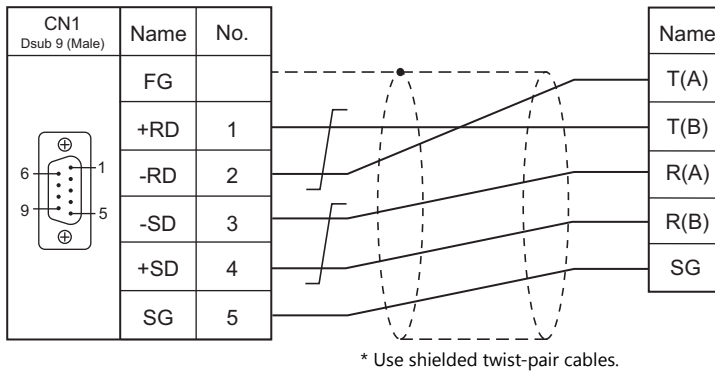 CN1
Dsub 9 (Male)
Name No.
Name
FG
T(A)
+RD 1
T(B)
-RD 2
R(A)
-SD 3
R(B)
+SD 4
SG
SG 5
6 1
9 5
* Use shielded twist-pair cables.